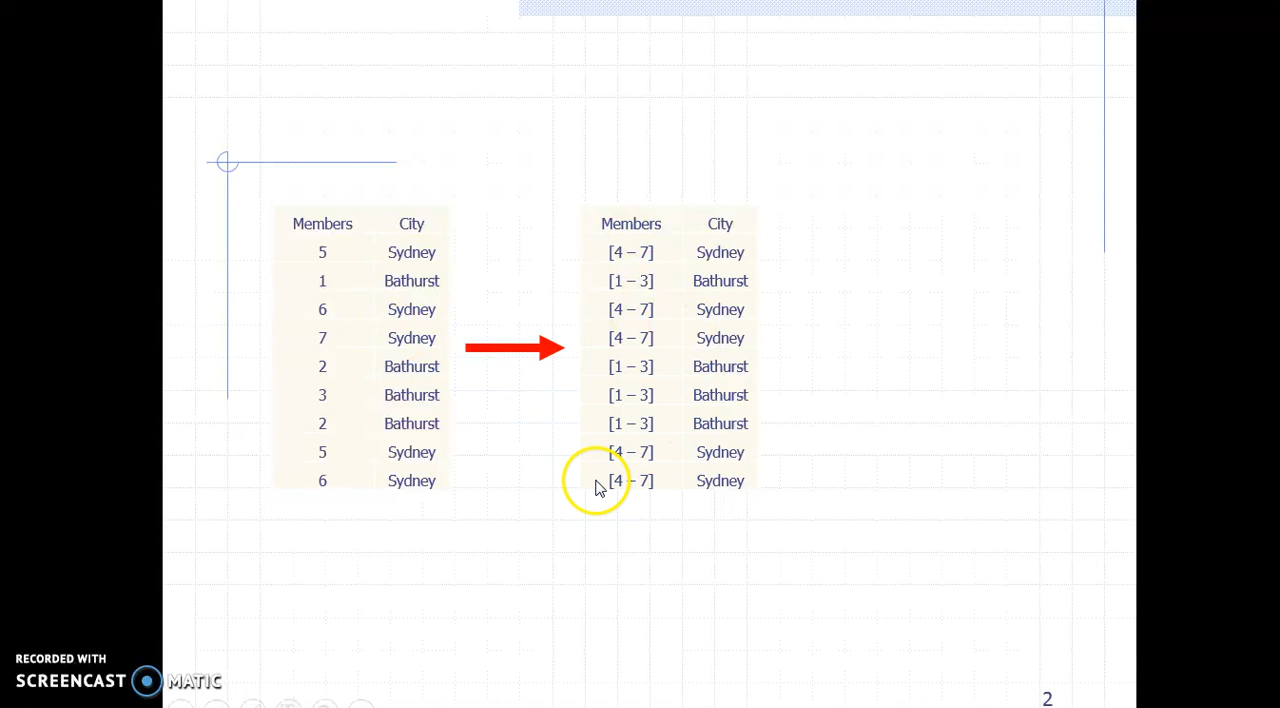 Members City
5 Sydney
1 Bathurst
6 Sydney
7 Sydney
2 Bathurst
3 Bathurst
2 Bathurst
5 Sydney
6 Sydney
Members City
[4 – 7] Sydney
[1 – 3] Bathurst
[4 – 7] Sydney
[4 – 7] Sydney
[1 – 3] Bathurst
[1 – 3] Bathurst
[1 – 3] Bathurst
[4 – 7] Sydney
[4 – 7] Sydney
RECORDED WITH
SCREENCAST MATIC
2